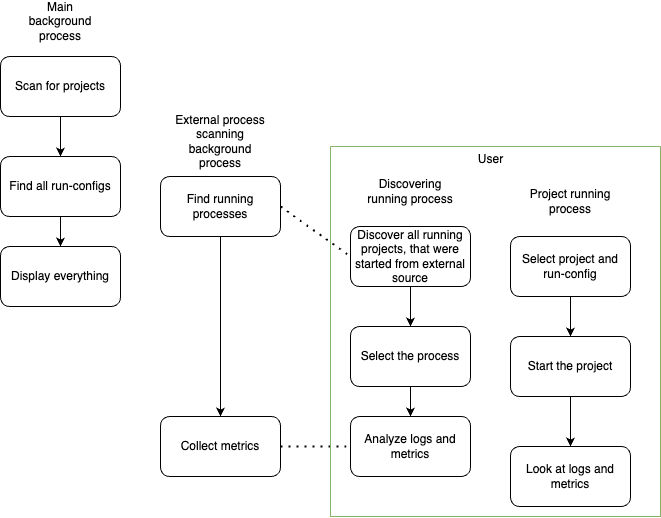 Main
background
process
Scan for projects
Find all run-configs
Display everything
External process
scanning
background
process
Find running
processes
Collect metrics
User
Discovering
running process
Discover all running
projects, that were
started from external
source
Select the process
Analyze logs and
metrics
Project running
process
Select project and
run-config
Start the project
Look at logs and
metrics